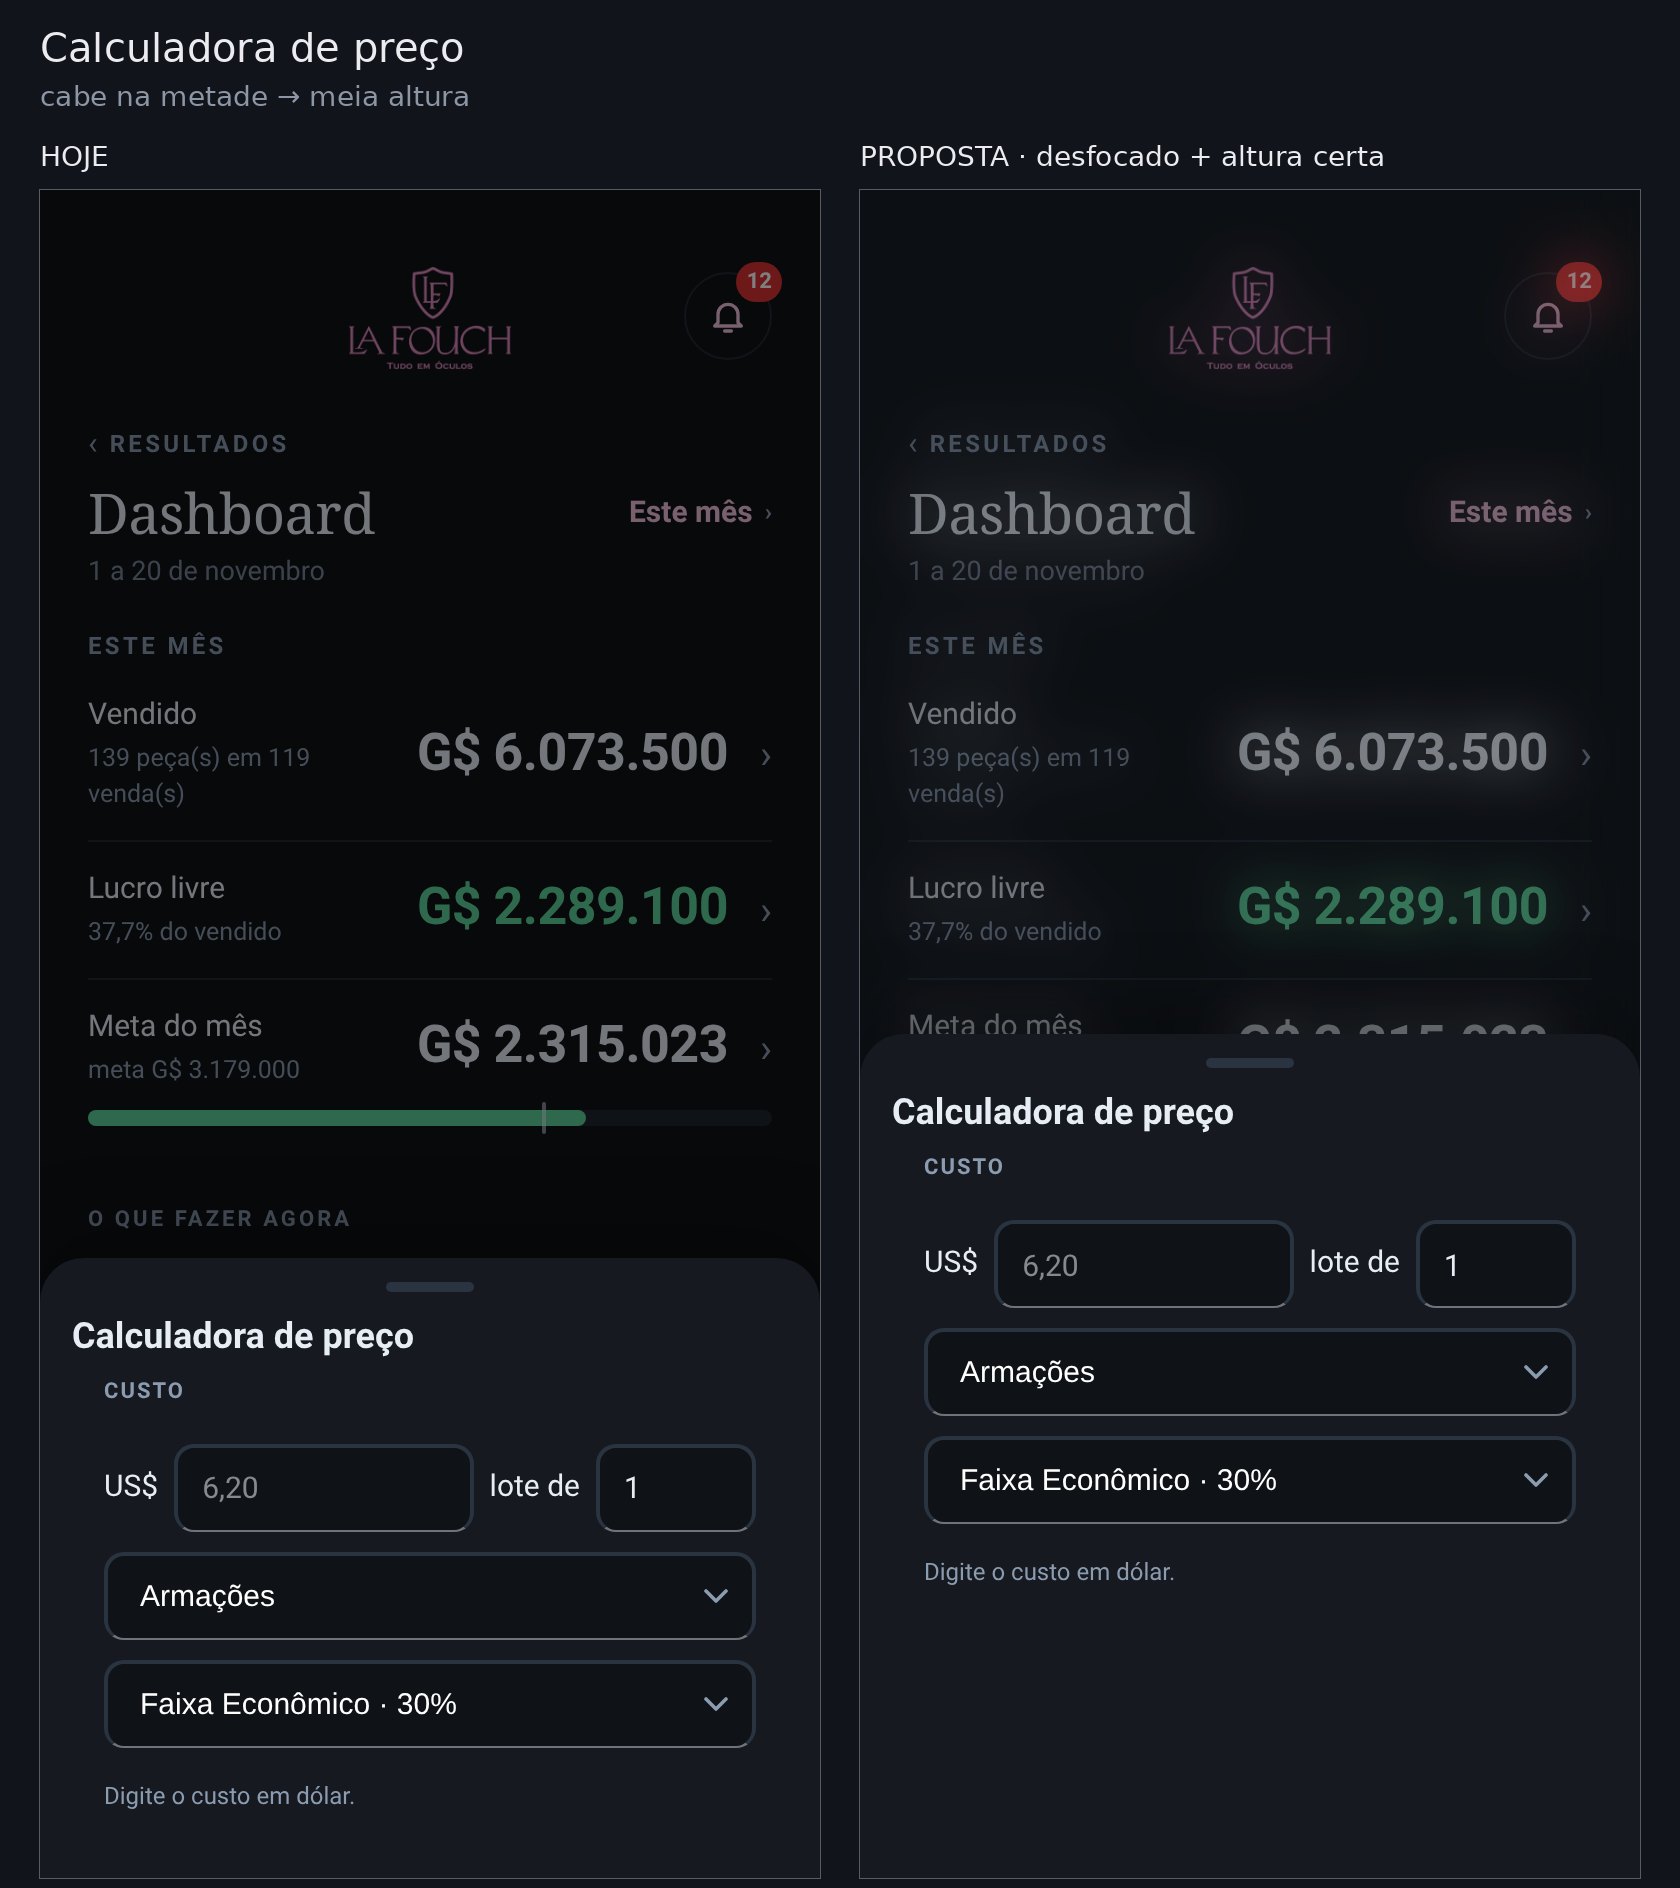 Calculadora de preço
cabe na metade → meia altura
HOJE
LF
LA FOUCH
TUDO EM ÓCULOS
12
‹ RESULTADOS
Dashboard
Este mês ›
1 a 20 de novembro
ESTE MÊS
Vendido
139 peça(s) em 119
venda(s)
G$ 6.073.500 ›
Lucro livre
37,7% do vendido
G$ 2.289.100 ›
Meta do mês
meta G$ 3.179.000
G$ 2.315.023 ›
O QUE FAZER AGORA
Calculadora de preço
CUSTO
US$ 6,20 lote de 1
Armações
Faixa Econômico · 30%
Digite o custo em dólar.
PROPOSTA · desfocado + altura certa
LF
LA FOUCH
TUDO EM ÓCULOS
12
‹ RESULTADOS
Dashboard
Este mês ›
1 a 20 de novembro
ESTE MÊS
Vendido
139 peça(s) em 119
venda(s)
G$ 6.073.500 ›
Lucro livre
37,7% do vendido
G$ 2.289.100 ›
Meta do mês
G$ 2.315.023
Calculadora de preço
CUSTO
US$ 6,20 lote de 1
Armações
Faixa Econômico · 30%
Digite o custo em dólar.